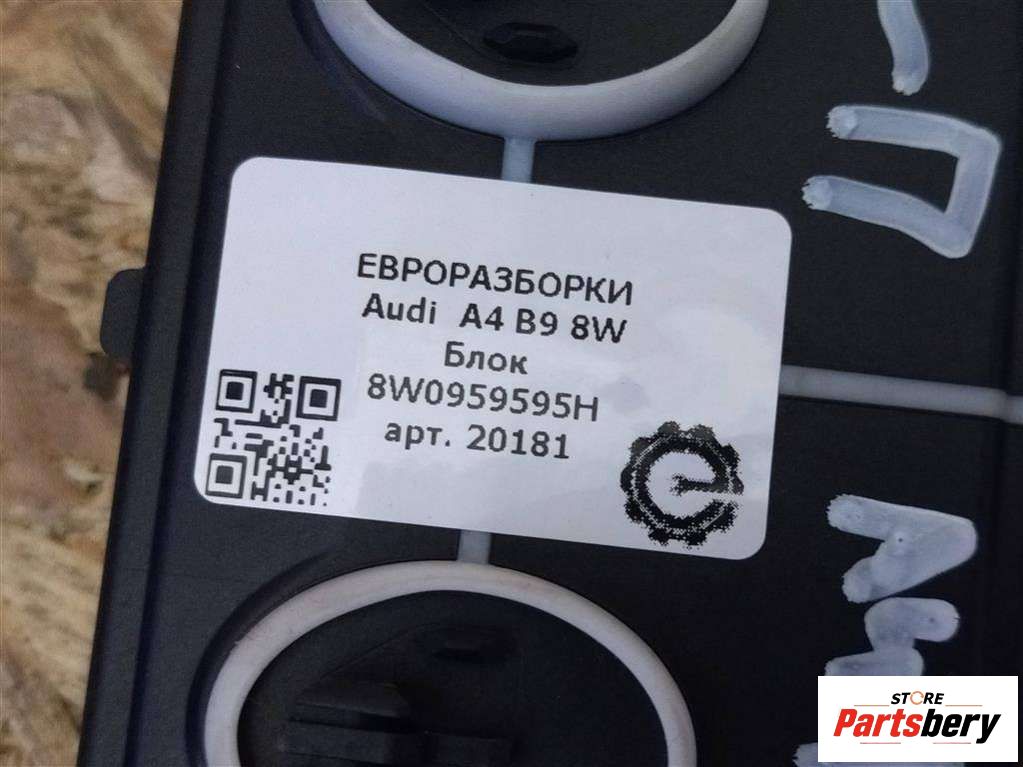 ЕВРОРАЗБОРКИ
Audi A4 B9 8W
Блок
8W0959595H
арт. 20181
STORE
Partsbery